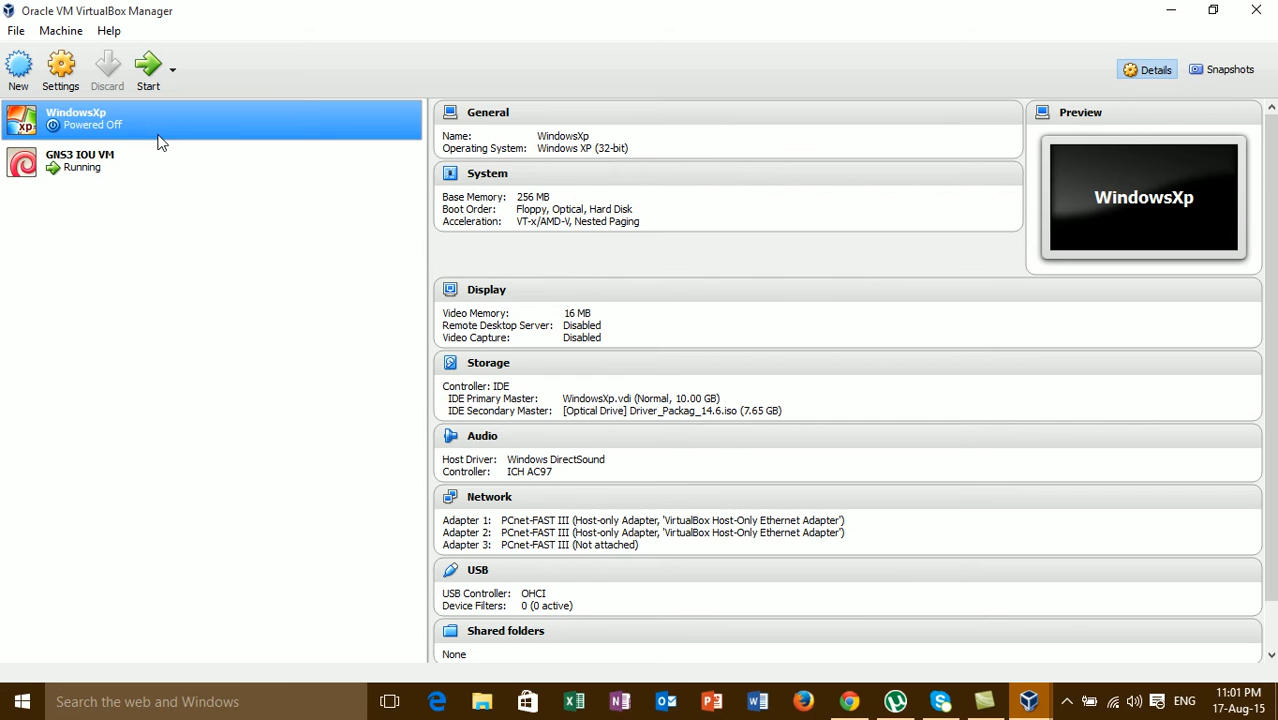 Oracle VM VirtualBox Manager
File Machine Help
New Settings Discard Start
Details Snapshots
WindowsXp
Powered Off
GNS3 IOU VM
Running
General
Name: WindowsXp
Operating System: Windows XP (32-bit)
System
Base Memory: 256 MB
Boot Order: Floppy, Optical, Hard Disk
Acceleration: VT-x/AMD-V, Nested Paging
Preview
WindowsXp
Display
Video Memory: 16 MB
Remote Desktop Server: Disabled
Video Capture: Disabled
Storage
Controller: IDE
IDE Primary Master: WindowsXp.vdi (Normal, 10.00 GB)
IDE Secondary Master: [Optical Drive] Driver_Packag_14.6.iso (7.65 GB)
Audio
Host Driver: Windows DirectSound
Controller: ICH AC97
Network
Adapter 1: PCnet-FAST III (Host-only Adapter, 'VirtualBox Host-Only Ethernet Adapter')
Adapter 2: PCnet-FAST III (Host-only Adapter, 'VirtualBox Host-Only Ethernet Adapter')
Adapter 3: PCnet-FAST III (Not attached)
USB
USB Controller: OHCI
Device Filters: 0 (0 active)
Shared folders
None
Search the web and Windows
ENG
11:01 PM
17-Aug-15